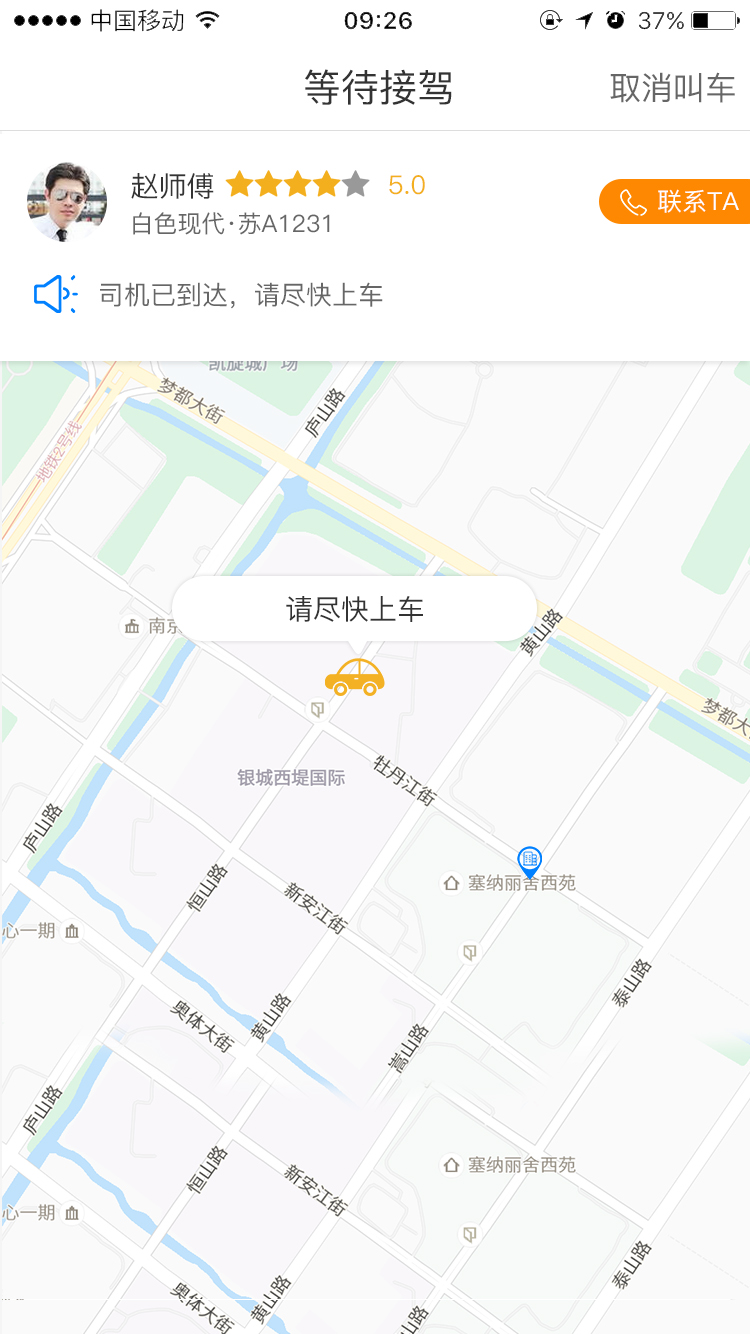 中国移动 09:26 37%
等待接驾 取消叫车
赵师傅 5.0
联系TA
白色现代·苏A1231
司机已到达，请尽快上车
凯旋城广场
梦都大街
庐山路
地铁2号线
请尽快上车
南京
黄山路
梦都大
银城西堤国际
牡丹江街
庐山路
恒山路
塞纳丽舍西苑
新安江街
心一期
泰山路
奥体大街
黄山路
嵩山路
庐山路
恒山路
塞纳丽舍西苑
新安江街
心一期
泰山路
奥体大街
黄山路
山路